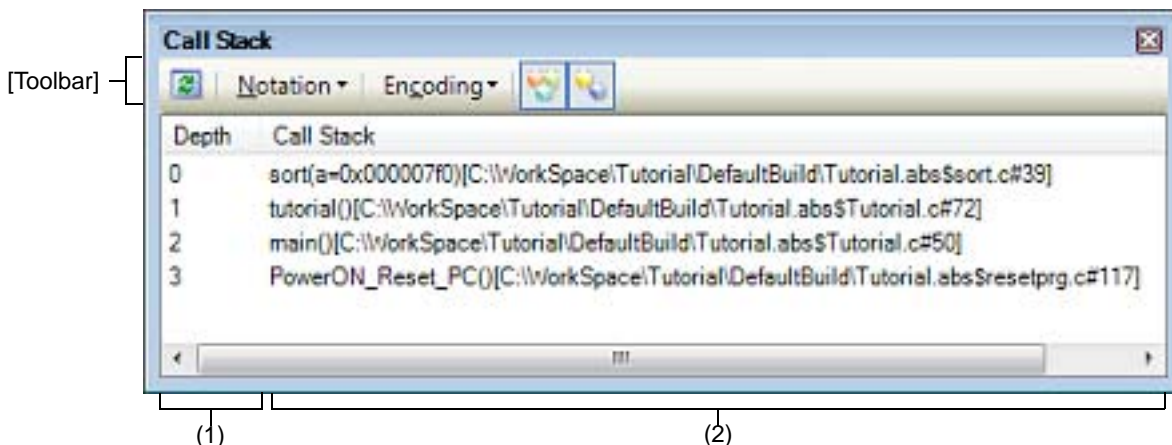 Call Stack
[Toolbar]
Notation
Encoding
Depth Call Stack
0 sort(a=0x000007f0)[C:\WorkSpace\Tutorial\DefaultBuild\Tutorial.abs$sort.c#39]
1 tutorial()[C:\WorkSpace\Tutorial\DefaultBuild\Tutorial.abs$Tutorial.c#72]
2 main()[C:\WorkSpace\Tutorial\DefaultBuild\Tutorial.abs$Tutorial.c#50]
3 PowerON_Reset_PC()[C:\WorkSpace\Tutorial\DefaultBuild\Tutorial.abs$resetprg.c#117]
(1) (2)